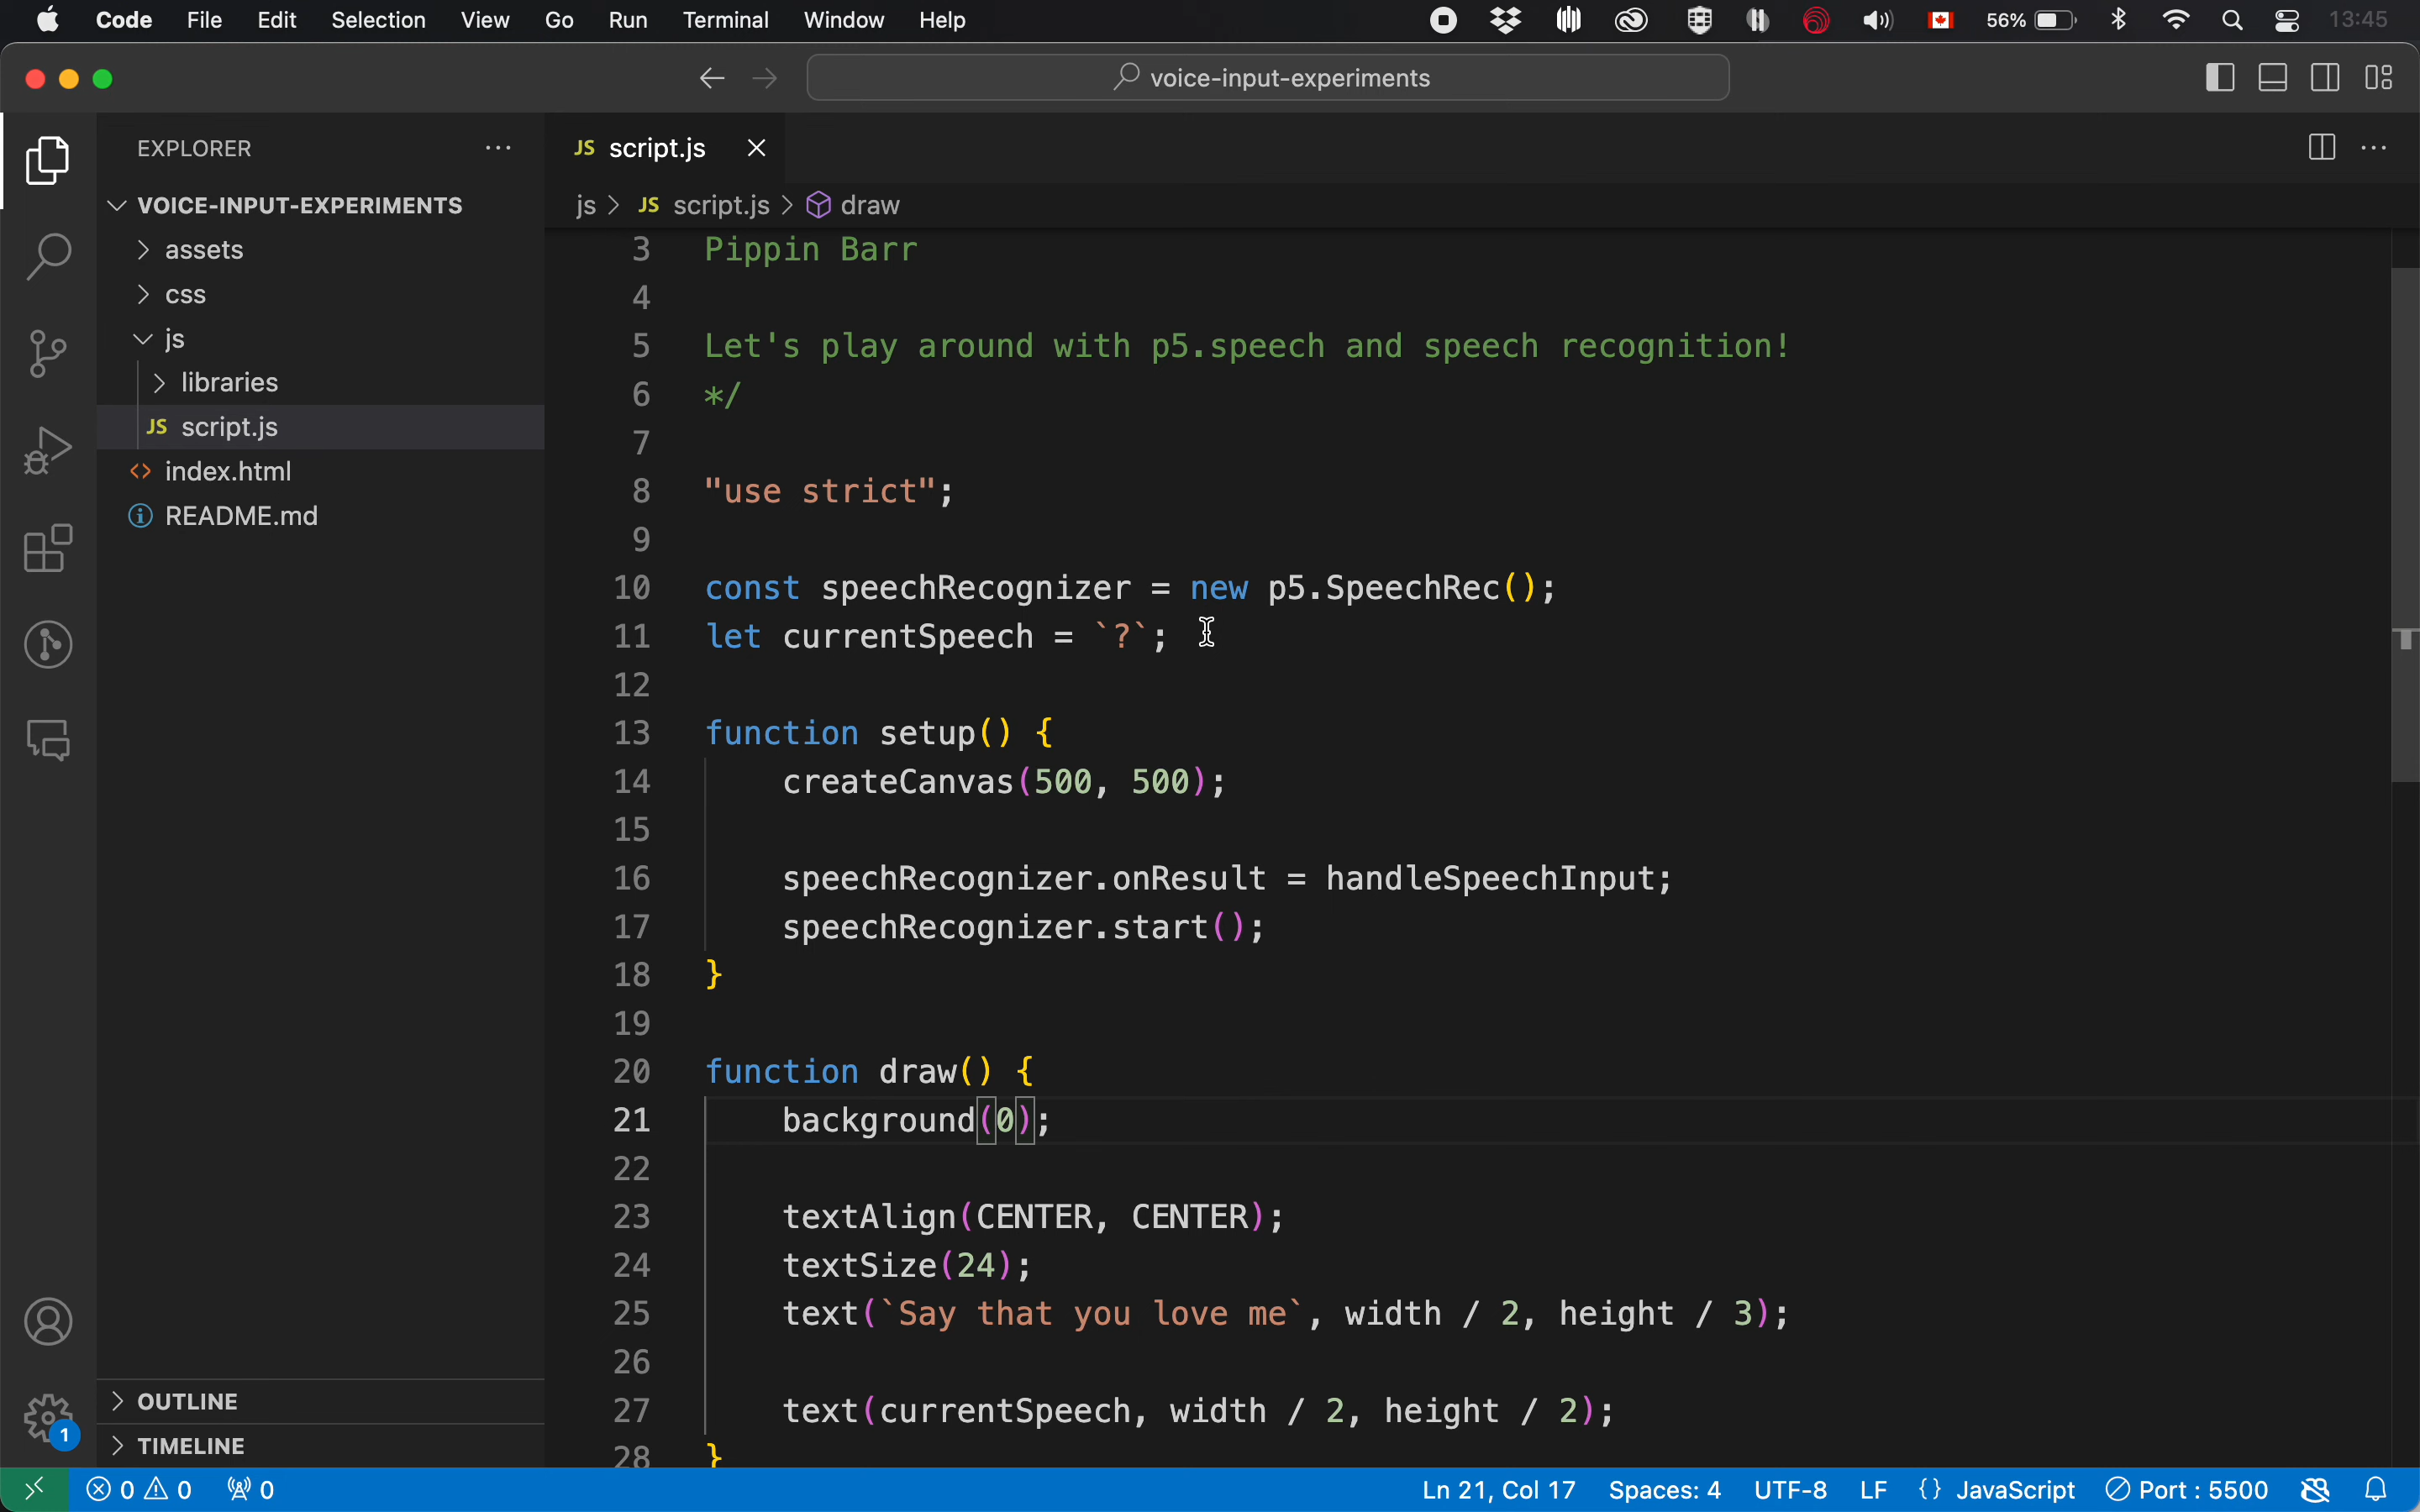 Code File Edit Selection View Go Run Terminal Window Help 56% 13:45
voice-input-experiments
EXPLORER
VOICE-INPUT-EXPERIMENTS
assets
css
js
libraries
JS script.js
<> index.html
README.md
OUTLINE
TIMELINE
1
JS script.js
js > JS script.js > draw
3 Pippin Barr
4
5 Let's play around with p5.speech and speech recognition!
6 */
7
8 "use strict";
9
10 const speechRecognizer = new p5.SpeechRec();
11 let currentSpeech = `?`;
12
13 function setup() {
14 createCanvas(500, 500);
15
16 speechRecognizer.onResult = handleSpeechInput;
17 speechRecognizer.start();
18 }
19
20 function draw() {
21 background(0);
22
23 textAlign(CENTER, CENTER);
24 textSize(24);
25 text(`Say that you love me`, width / 2, height / 3);
26
27 text(currentSpeech, width / 2, height / 2);
28 }
0 0 0 Ln 21, Col 17 Spaces: 4 UTF-8 LF {} JavaScript Port : 5500